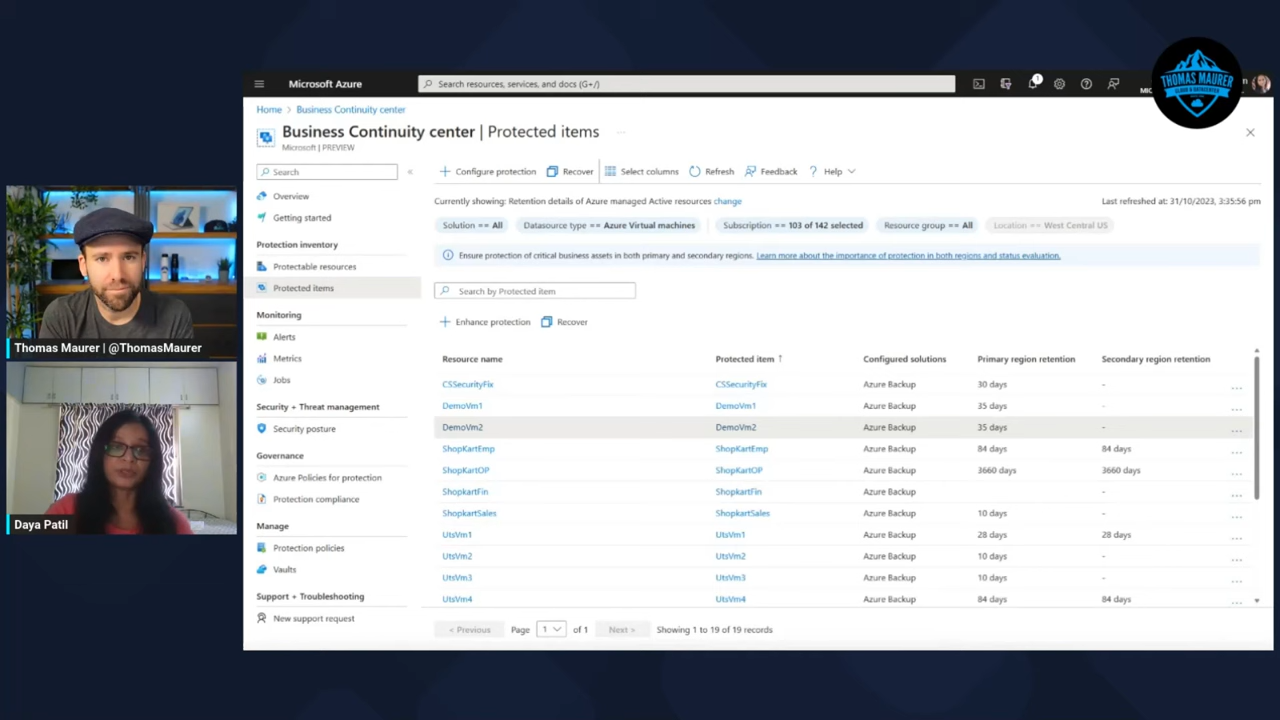 THOMAS MAURER
Microsoft Azure
Search resources, services, and docs (G+/)
1
Home > Business Continuity center
Business Continuity center | Protected items ...
Microsoft | PREVIEW
Search
«
Configure protection
Recover
Select columns
Refresh
Feedback
Help
Overview
Getting started
Protection inventory
Protectable resources
Protected items
Monitoring
Alerts
Metrics
Jobs
Security + Threat management
Security posture
Governance
Azure Policies for protection
Protection compliance
Manage
Protection policies
Vaults
Support + Troubleshooting
New support request
Currently showing: Retention details of Azure managed Active resources change
Last refreshed at: 31/10/2023, 3:35:56 pm
Solution == All
Datasource type == Azure Virtual machines
Subscription == 103 of 142 selected
Resource group == All
Location == West Central US
Ensure protection of critical business assets in both primary and secondary regions. Learn more about the importance of protection in both regions and status evaluation.
Search by Protected item
Enhance protection
Recover
Resource name Protected item ↑ Configured solutions Primary region retention Secondary region retention
CSSecurityFix CSSecurityFix Azure Backup 30 days - ...
DemoVm1 DemoVm1 Azure Backup 35 days - ...
DemoVm2 DemoVm2 Azure Backup 35 days - ...
ShopKartEmp ShopKartEmp Azure Backup 84 days 84 days ...
ShopKartOP ShopKartOP Azure Backup 3660 days 3660 days ...
ShopkartFin ShopkartFin Azure Backup - ...
ShopkartSales ShopkartSales Azure Backup 10 days - ...
UtsVm1 UtsVm1 Azure Backup 28 days 28 days ...
UtsVm2 UtsVm2 Azure Backup 10 days - ...
UtsVm3 UtsVm3 Azure Backup 10 days - ...
UtsVm4 UtsVm4 Azure Backup 84 days 84 days ...
< Previous
Page 1 of 1
Next >
Showing 1 to 19 of 19 records
Thomas Maurer | @ThomasMaurer
Daya Patil